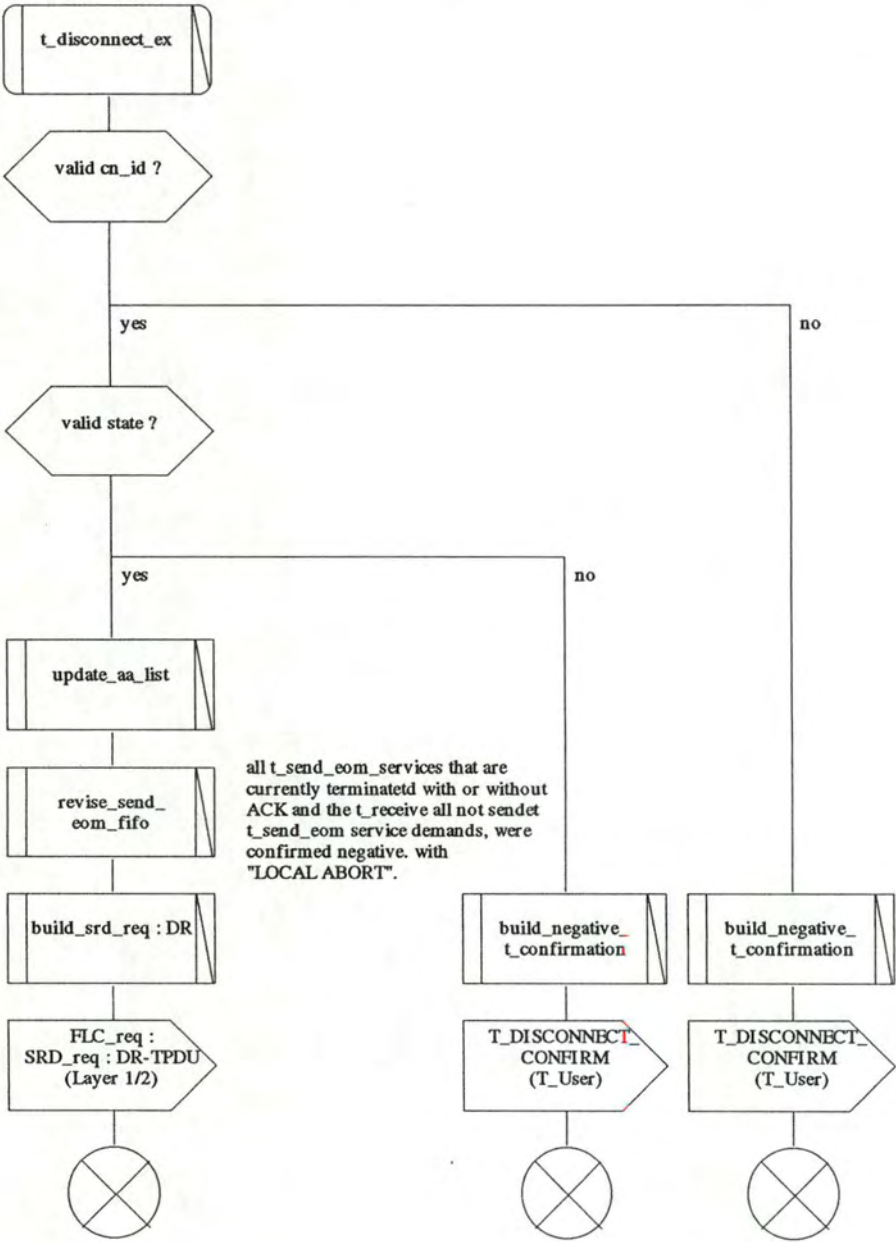 t_disconnect_ex
valid cn_id ?
yes
no
valid state ?
yes
no
update_aa_list
revise_send_
eom_fifo
all t_send_eom_services that are
currently terminatetd with or without
ACK and the t_receive all not sendet
t_send_eom service demands, were
confirmed negative. with
"LOCAL ABORT".
build_srd_req : DR
build_negative_
t_confirmation
build_negative_
t_confirmation
FLC_req :
SRD_req : DR-TPDU
(Layer 1/2)
T_DISCONNECT_
CONFIRM
(T_User)
T_DISCONNECT_
CONFIRM
(T_User)